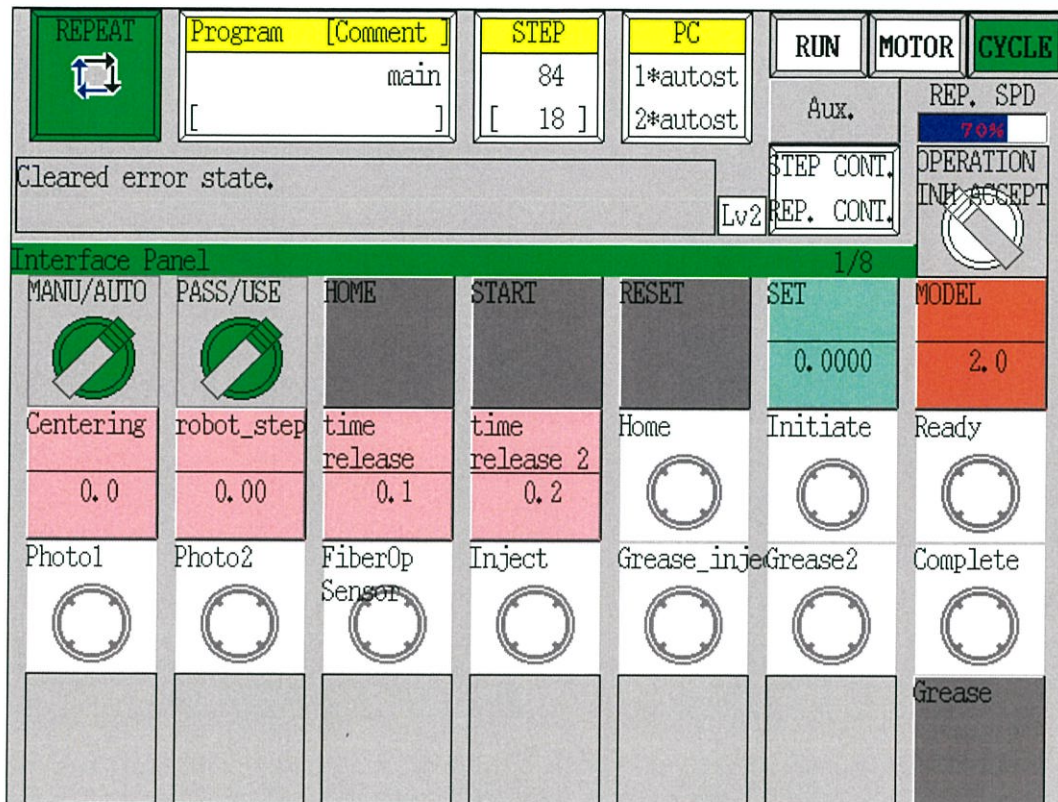 REPEAT
Program [Comment ]
STEP
PC
RUN
MOTOR
CYCLE
main
84
1*autost
[ ]
[ 18 ]
2*autost
Aux.
REP. SPD
70%
Cleared error state.
Lv2
STEP CONT.
REP. CONT.
OPERATION
INH ACCEPT
Interface Panel 1/8
MANU/AUTO
PASS/USE
HOME
START
RESET
SET
0.0000
MODEL
2.0
Centering
0.0
robot_step
0.00
time
release
0.1
time
release 2
0.2
Home
Initiate
Ready
Photo1
Photo2
FiberOp
Sensor
Inject
Grease_inje
Grease2
Complete
Grease